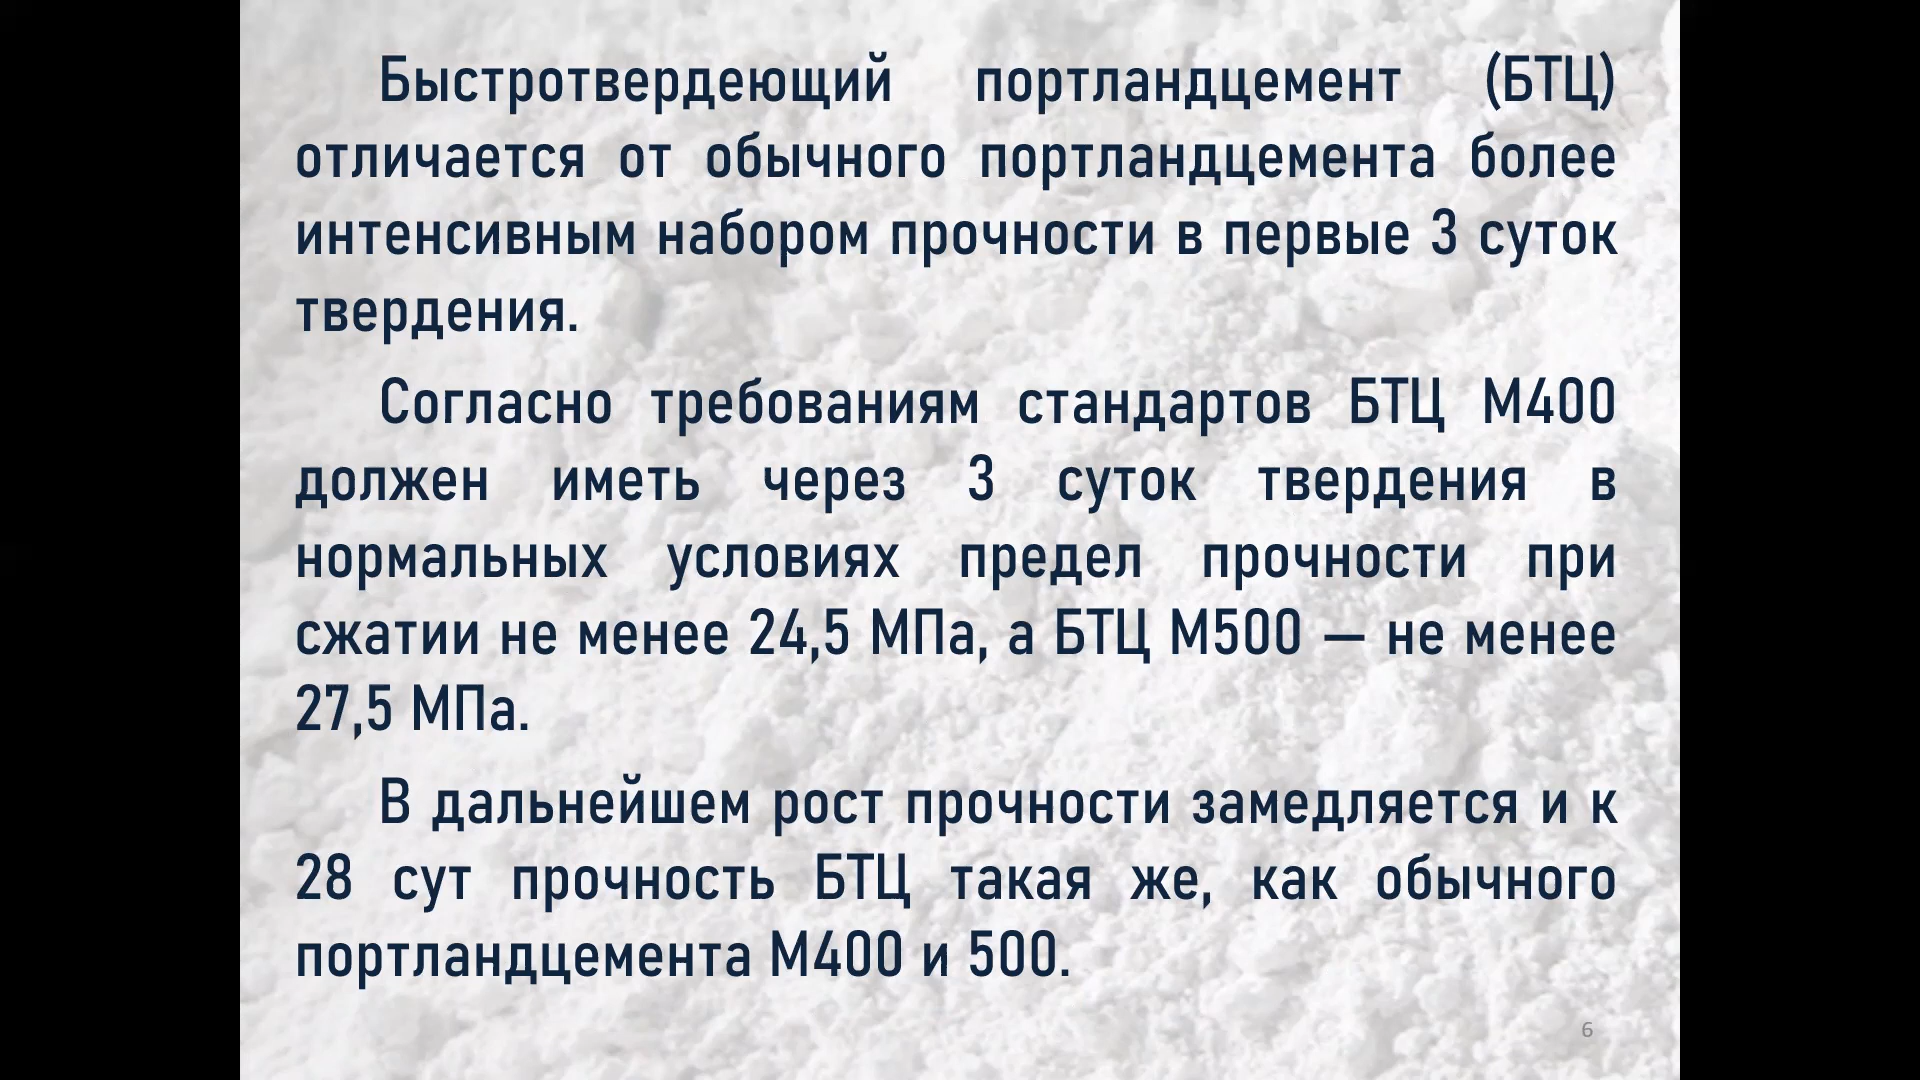 Быстротвердеющий портландцемент (БТЦ)
отличается от обычного портландцемента более
интенсивным набором прочности в первые 3 суток
твердения.
Согласно требованиям стандартов БТЦ М400
должен иметь через 3 суток твердения в
нормальных условиях предел прочности при
сжатии не менее 24,5 МПа, а БТЦ М500 — не менее
27,5 МПа.
В дальнейшем рост прочности замедляется и к
28 сут прочность БТЦ такая же, как обычного
портландцемента М400 и 500.
6